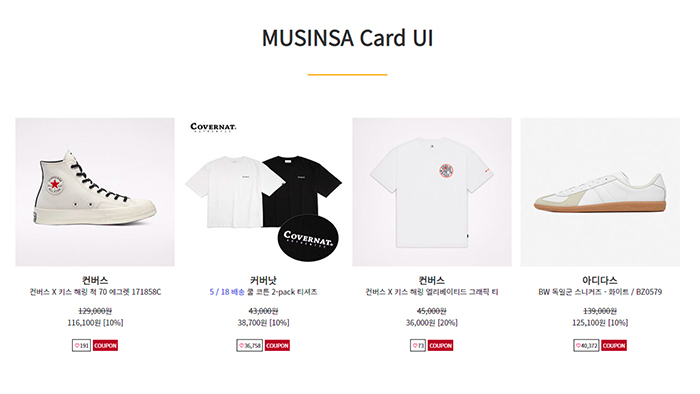 MUSINSA Card UI
COVERNAT.
AUTHENTIC
COVERNAT.
AUTHENTIC
컨버스
컨버스 X 키스 해링 척 70 에그렛 171858C
129,000원
116,100원 [10%]
♡191 COUPON
커버낫
5 / 18 배송 쿨 코튼 2-pack 티셔츠
43,000원
38,700원 [10%]
♡36,758 COUPON
컨버스
컨버스 X 키스 해링 엘리베이티드 그래픽 티
45,000원
36,000원 [20%]
♡73 COUPON
아디다스
BW 독일군 스니커즈 - 화이트 / BZ0579
139,000원
125,100원 [10%]
♡40,372 COUPON